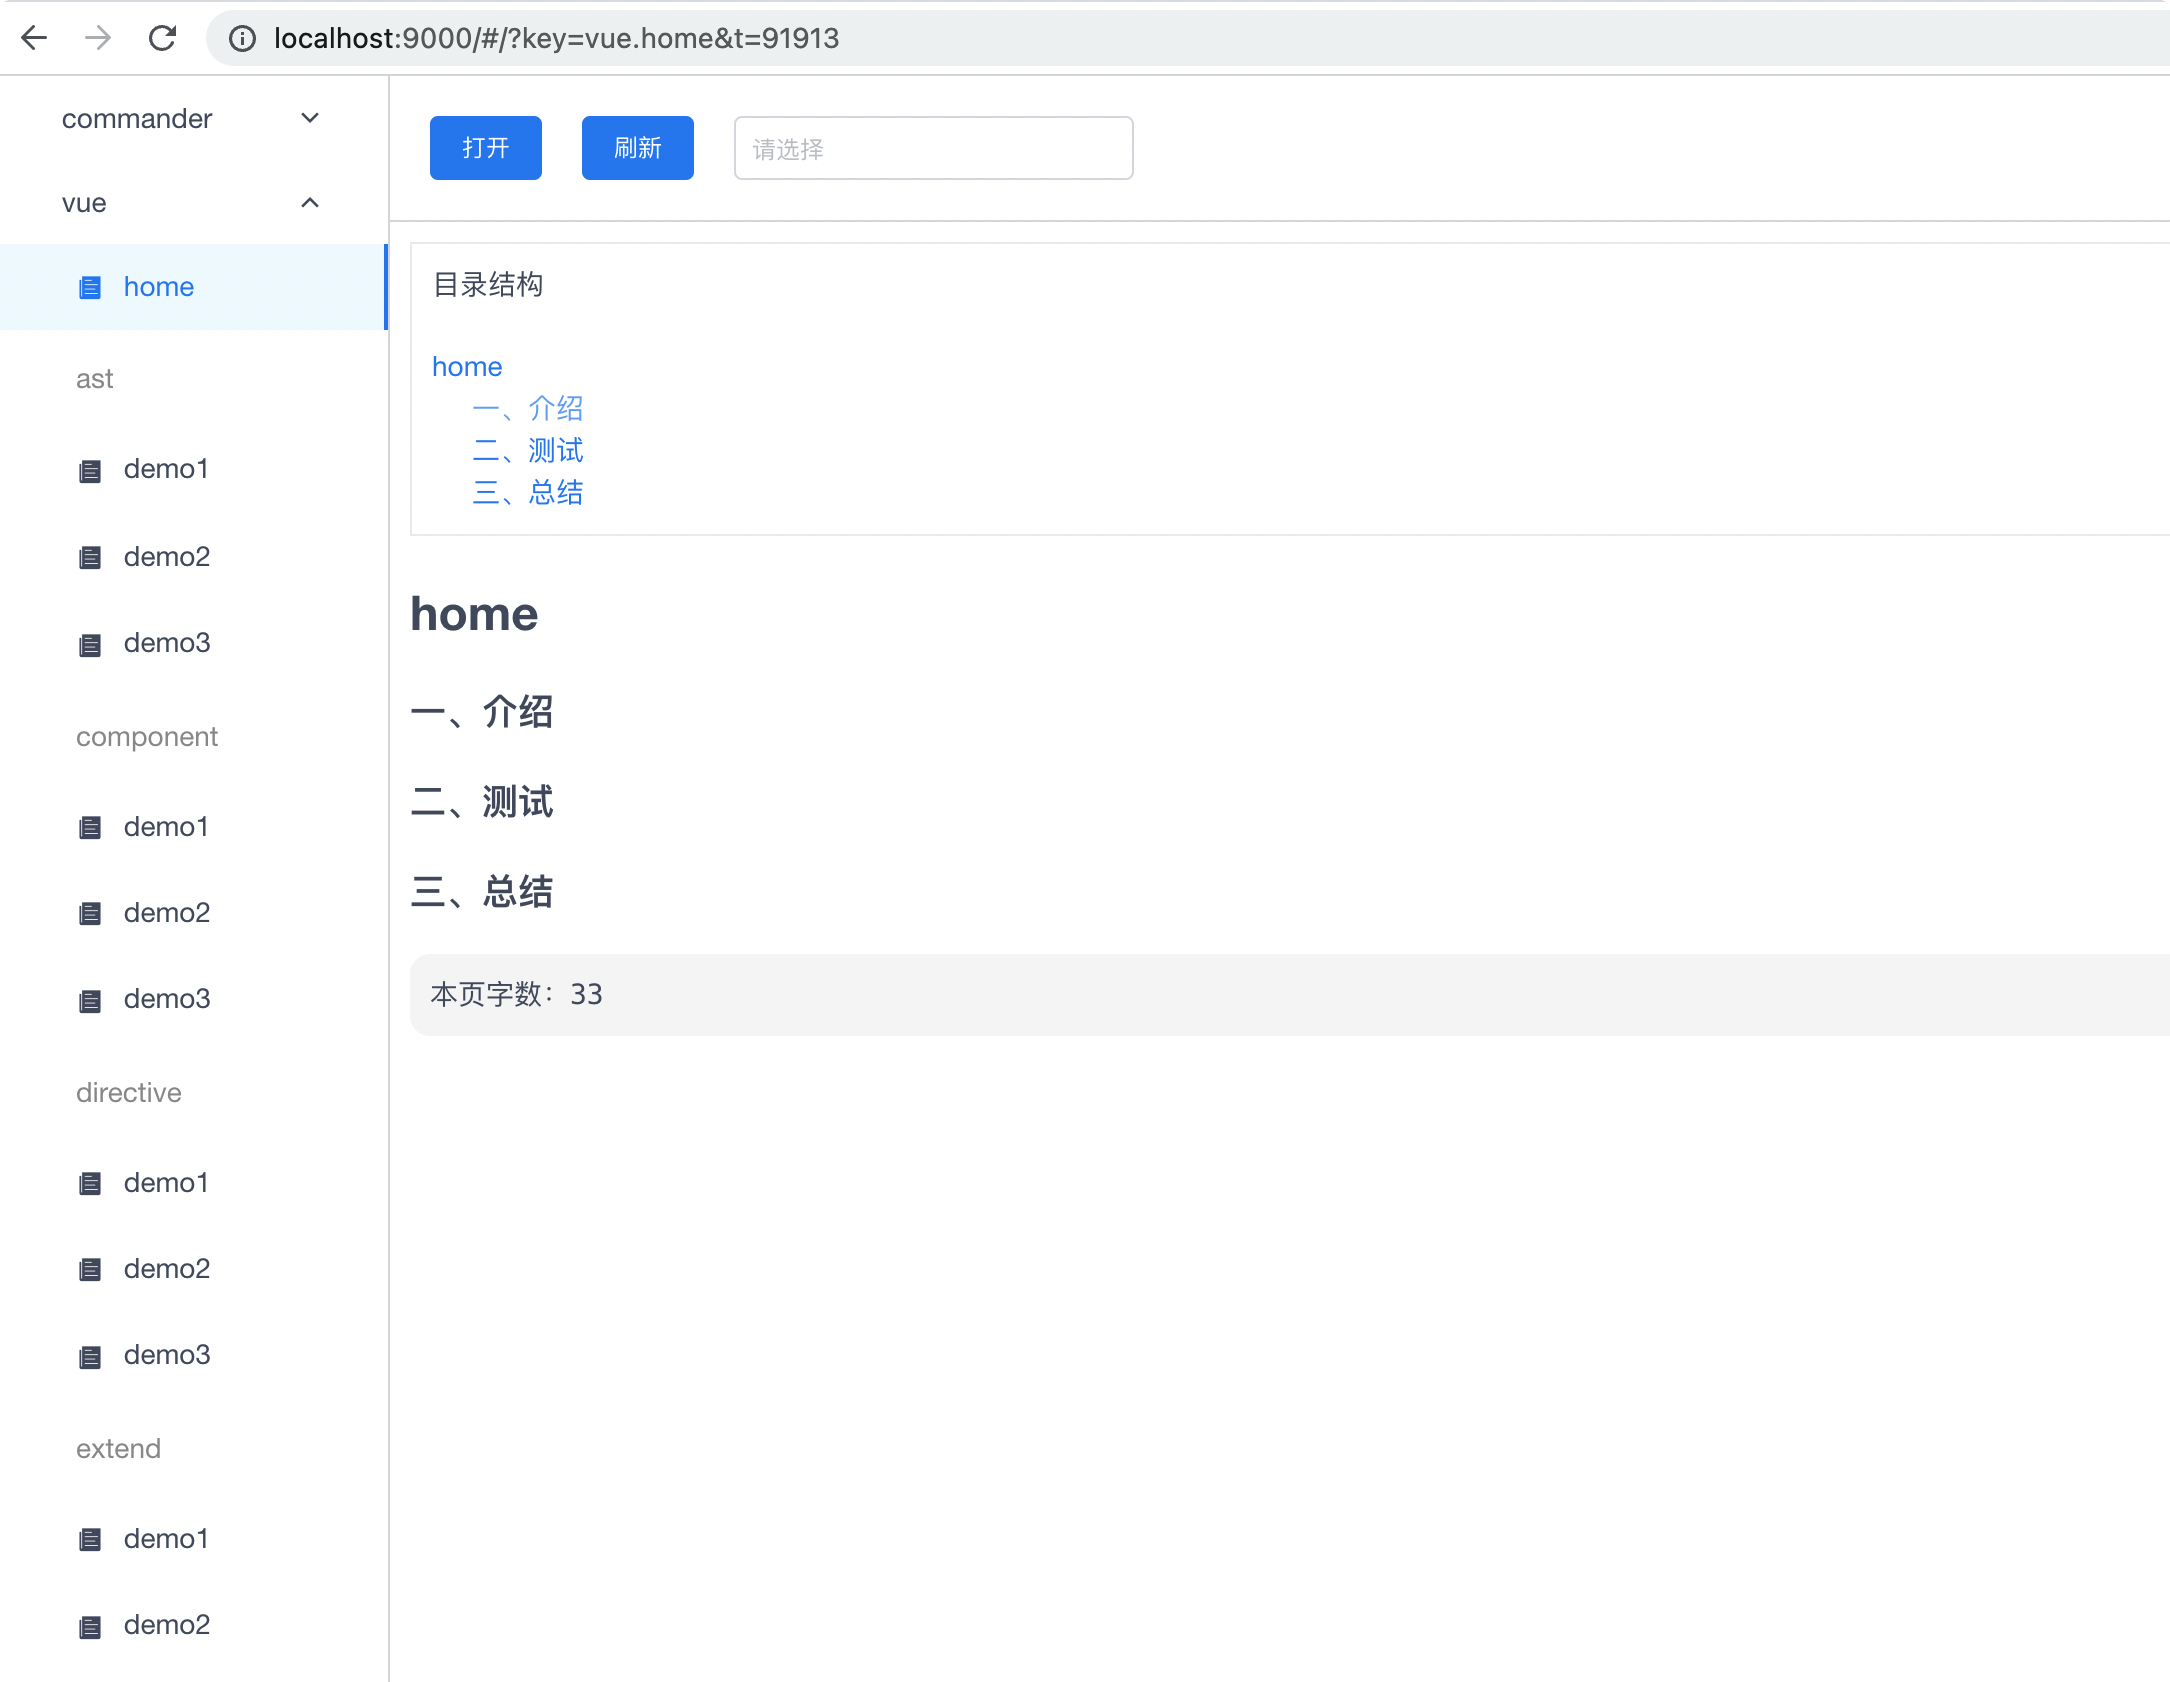 localhost:9000/#/?key=vue.home&t=91913
commander
vue
home
ast
demo1
demo2
demo3
component
demo1
demo2
demo3
directive
demo1
demo2
demo3
extend
demo1
demo2
打开 刷新 请选择
目录结构
home
一、介绍
二、测试
三、总结
home
一、介绍
二、测试
三、总结
本页字数：33